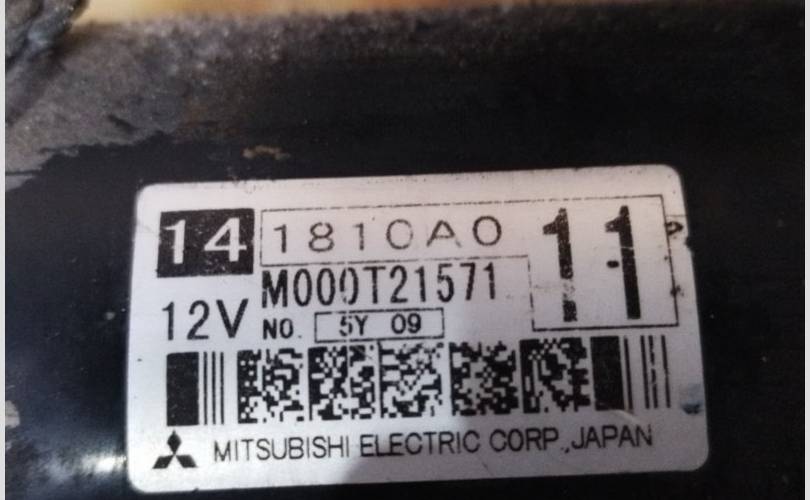 14 1810A0 11
M000T21571
12V NO. 5Y 09
MITSUBISHI ELECTRIC CORP.,JAPAN